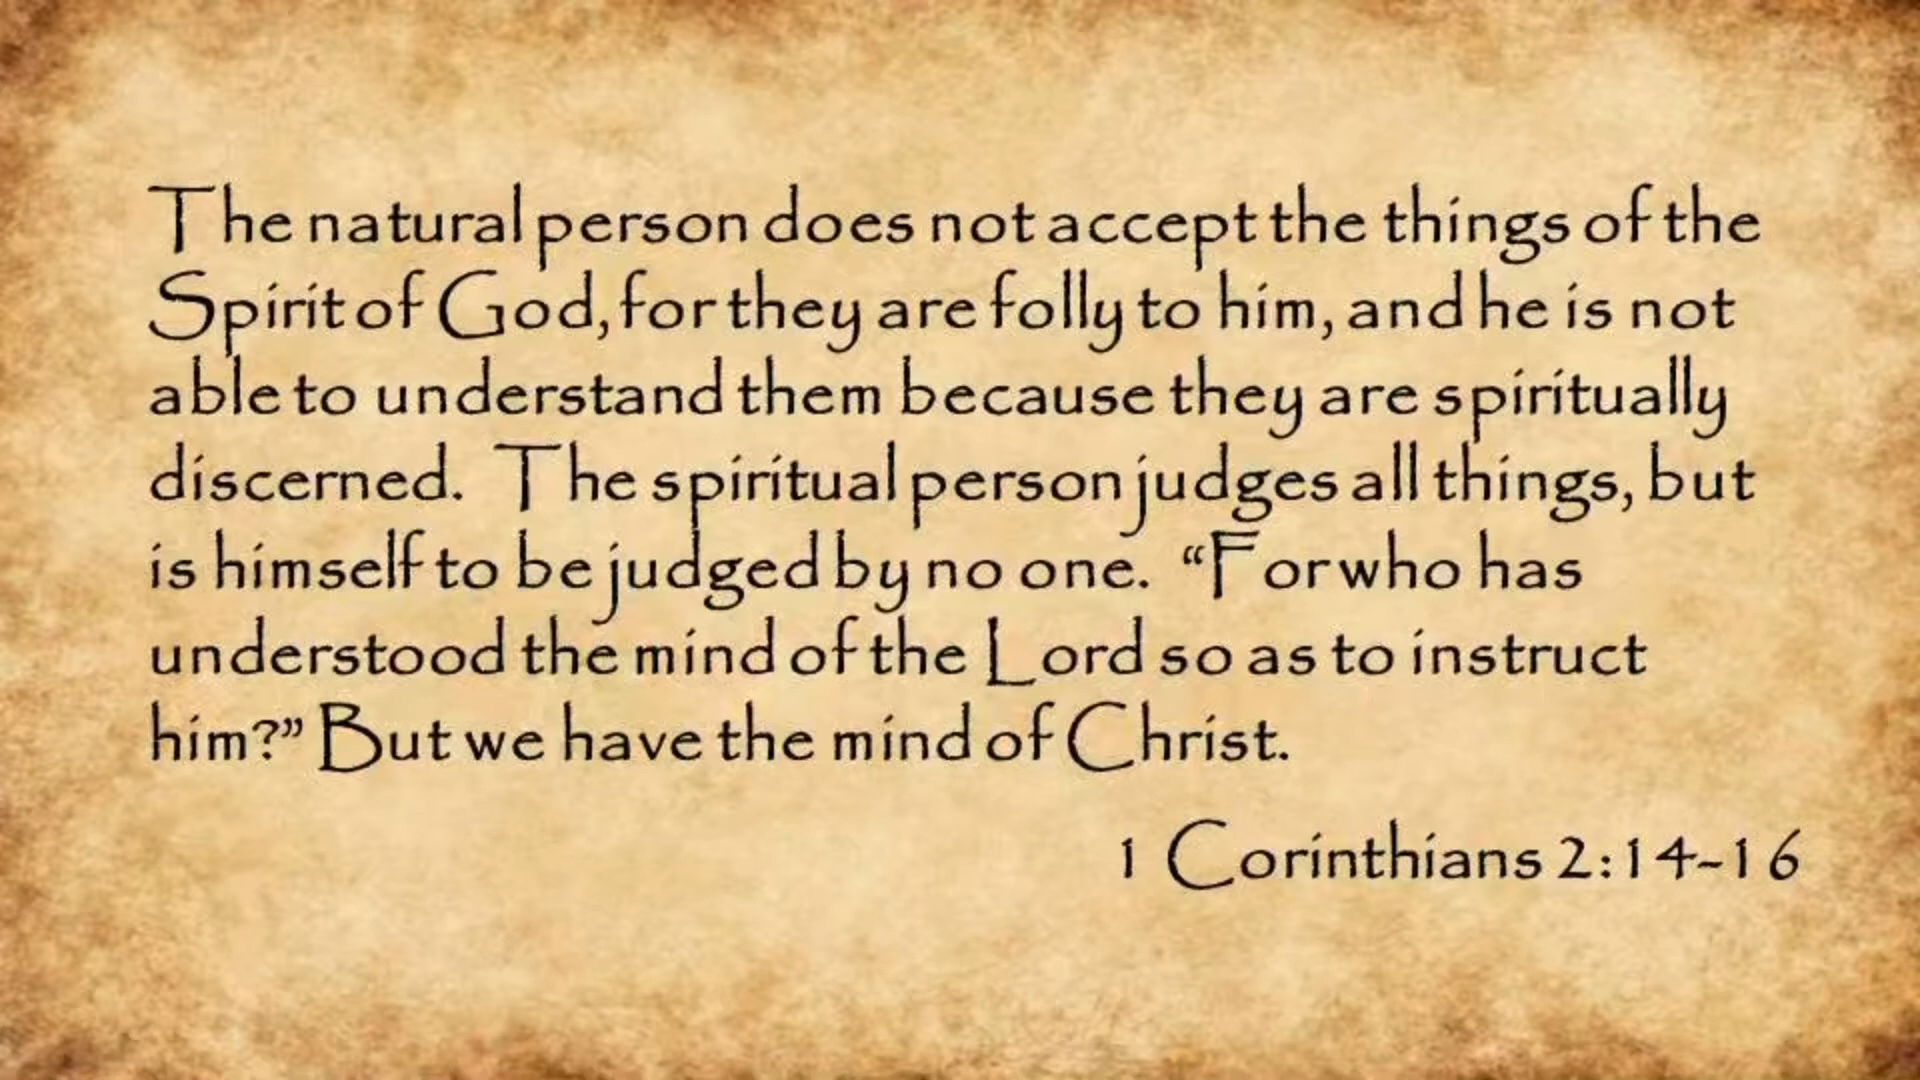 The natural person does not accept the things of the
Spirit of God, for they are folly to him, and he is not
able to understand them because they are spiritually
discerned. The spiritual person judges all things, but
is himself to be judged by no one. “For who has
understood the mind of the Lord so as to instruct
him?” But we have the mind of Christ.
1 Corinthians 2:14-16